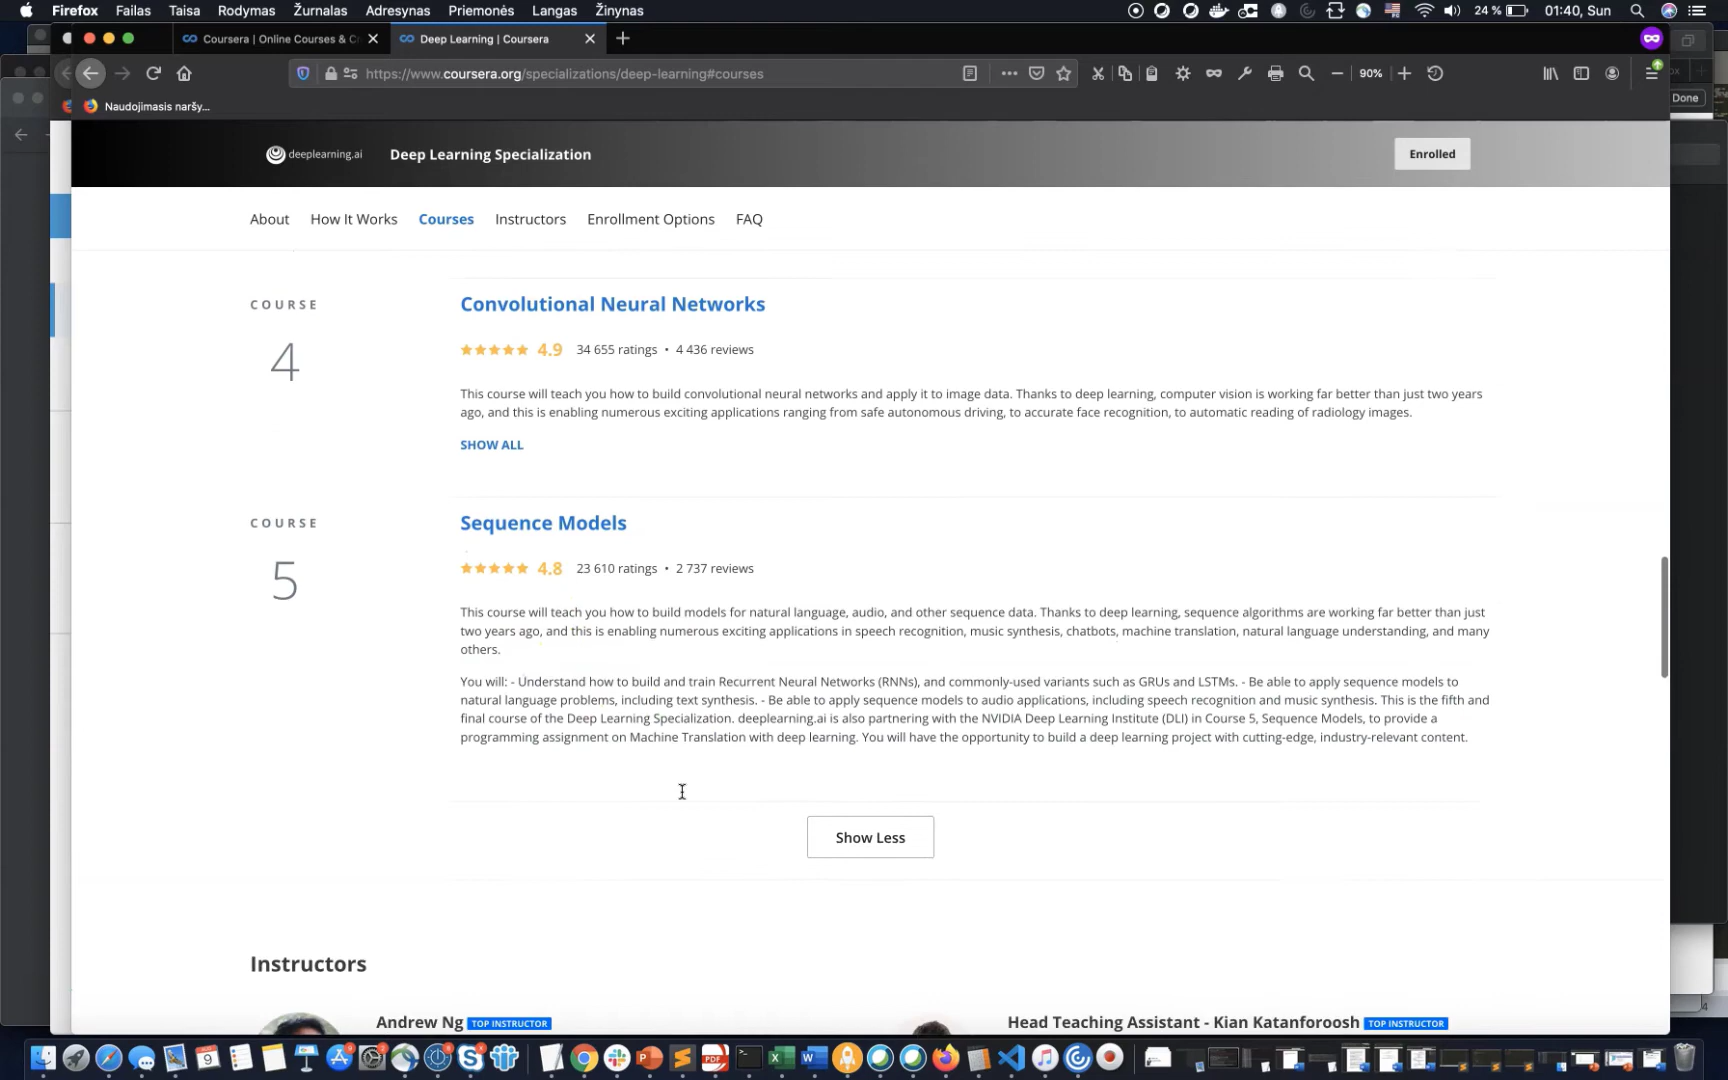 Firefox Failas Taisa Rodymas Žurnalas Adresynas Priemonės Langas Žinynas 24 % 01:40, Sun
Coursera | Online Courses & C Deep Learning | Coursera
https://www.coursera.org/specializations/deep-learning#courses 90%
Done
Naudojimasis naršy...
deeplearning.ai Deep Learning Specialization Enrolled
About How It Works Courses Instructors Enrollment Options FAQ
COURSE
4
Convolutional Neural Networks
4.9 34 655 ratings • 4 436 reviews
This course will teach you how to build convolutional neural networks and apply it to image data. Thanks to deep learning, computer vision is working far better than just two years
ago, and this is enabling numerous exciting applications ranging from safe autonomous driving, to accurate face recognition, to automatic reading of radiology images.
SHOW ALL
COURSE
5
Sequence Models
4.8 23 610 ratings • 2 737 reviews
This course will teach you how to build models for natural language, audio, and other sequence data. Thanks to deep learning, sequence algorithms are working far better than just
two years ago, and this is enabling numerous exciting applications in speech recognition, music synthesis, chatbots, machine translation, natural language understanding, and many
others.
You will: - Understand how to build and train Recurrent Neural Networks (RNNs), and commonly-used variants such as GRUs and LSTMs. - Be able to apply sequence models to
natural language problems, including text synthesis. - Be able to apply sequence models to audio applications, including speech recognition and music synthesis. This is the fifth and
final course of the Deep Learning Specialization. deeplearning.ai is also partnering with the NVIDIA Deep Learning Institute (DLI) in Course 5, Sequence Models, to provide a
programming assignment on Machine Translation with deep learning. You will have the opportunity to build a deep learning project with cutting-edge, industry-relevant content.
Show Less
Instructors
Andrew Ng TOP INSTRUCTOR
Head Teaching Assistant - Kian Katanforoosh TOP INSTRUCTOR